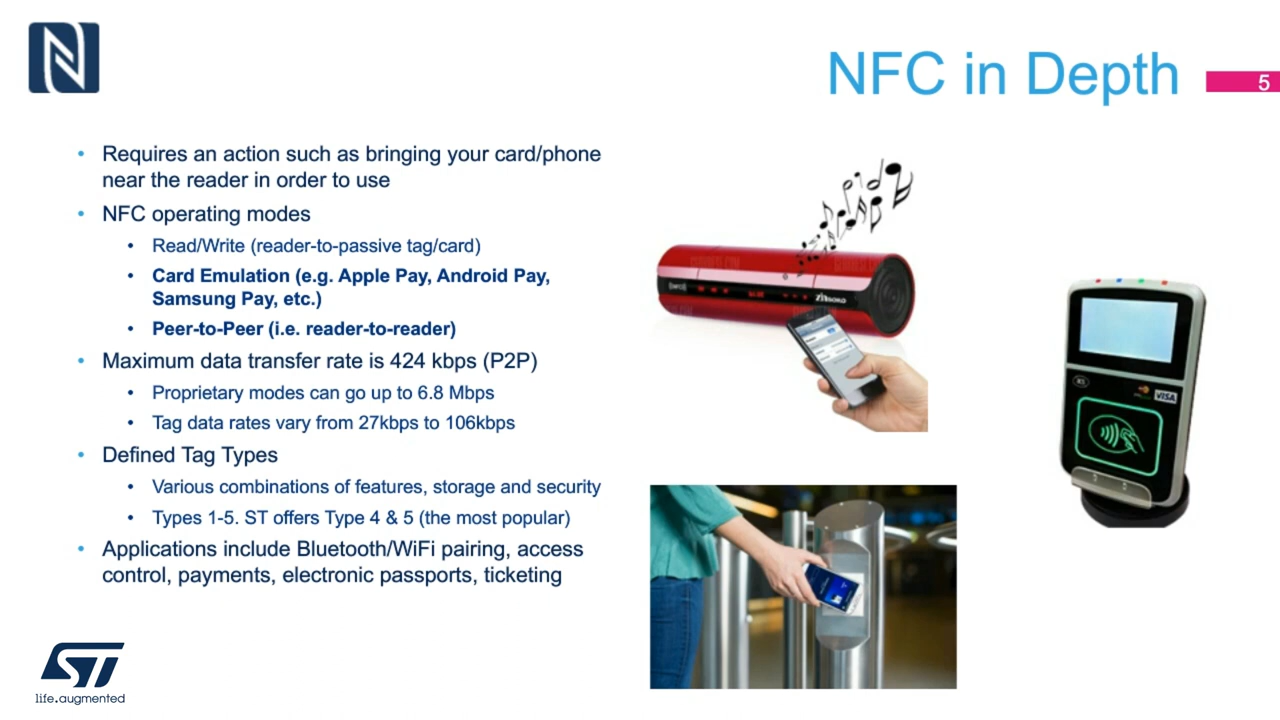 NFC in Depth
5
• Requires an action such as bringing your card/phone
near the reader in order to use
• NFC operating modes
• Read/Write (reader-to-passive tag/card)
• Card Emulation (e.g. Apple Pay, Android Pay,
Samsung Pay, etc.)
• Peer-to-Peer (i.e. reader-to-reader)
• Maximum data transfer rate is 424 kbps (P2P)
• Proprietary modes can go up to 6.8 Mbps
• Tag data rates vary from 27kbps to 106kbps
• Defined Tag Types
• Various combinations of features, storage and security
• Types 1-5. ST offers Type 4 & 5 (the most popular)
• Applications include Bluetooth/WiFi pairing, access
control, payments, electronic passports, ticketing
VISA
ST
life.augmented